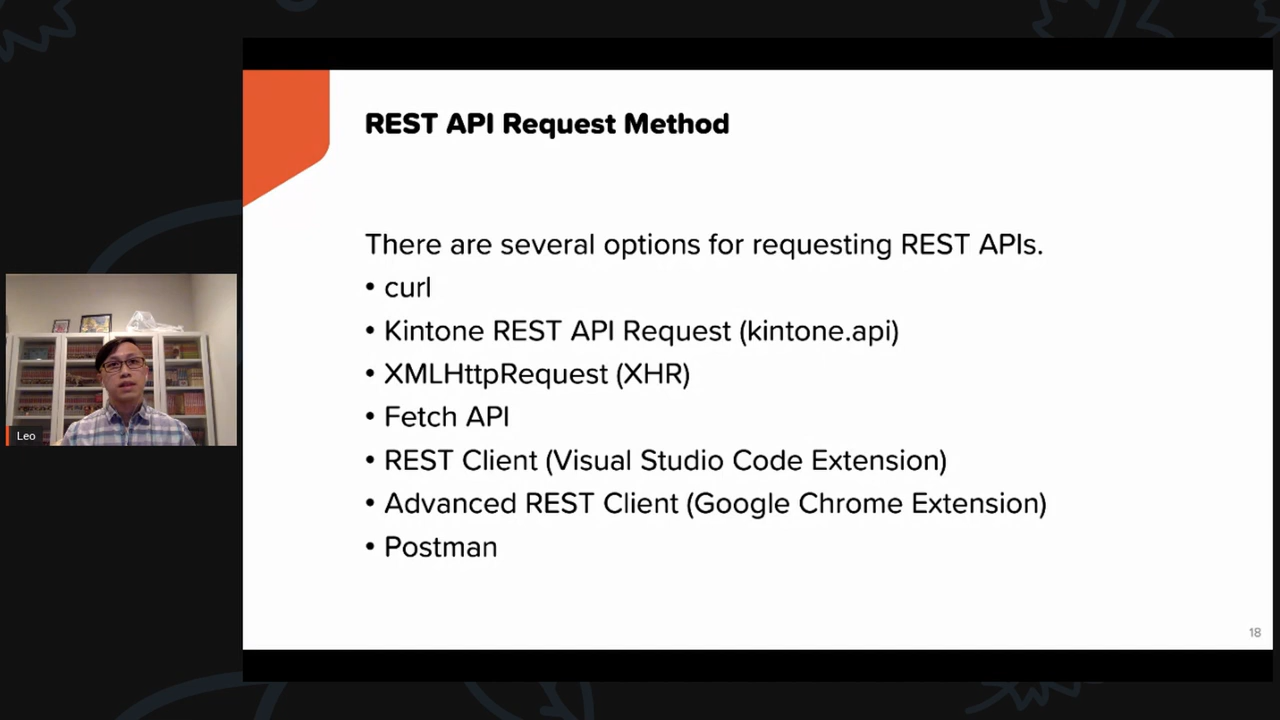 REST API Request Method
There are several options for requesting REST APIs.
• curl
• Kintone REST API Request (kintone.api)
• XMLHttpRequest (XHR)
• Fetch API
• REST Client (Visual Studio Code Extension)
• Advanced REST Client (Google Chrome Extension)
• Postman
Leo
18